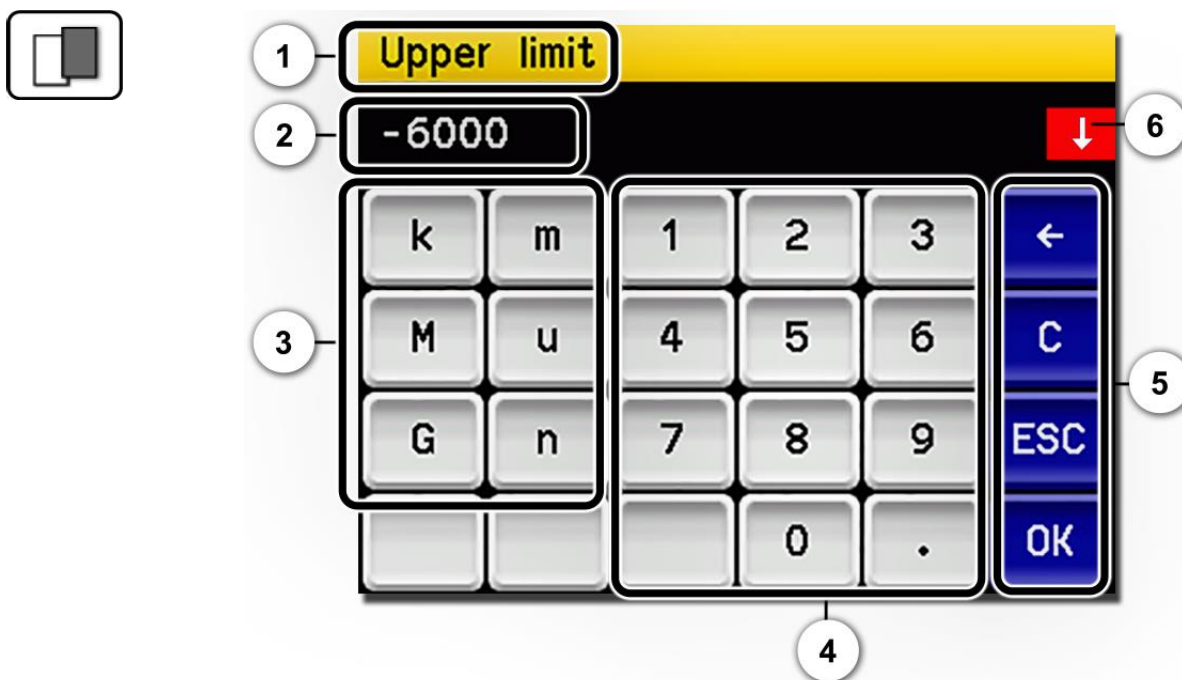 1 Upper limit
2 -6000 ↓ 6
k m 1 2 3 ←
3 M u 4 5 6 C
5
G n 7 8 9 ESC
0 . OK
4